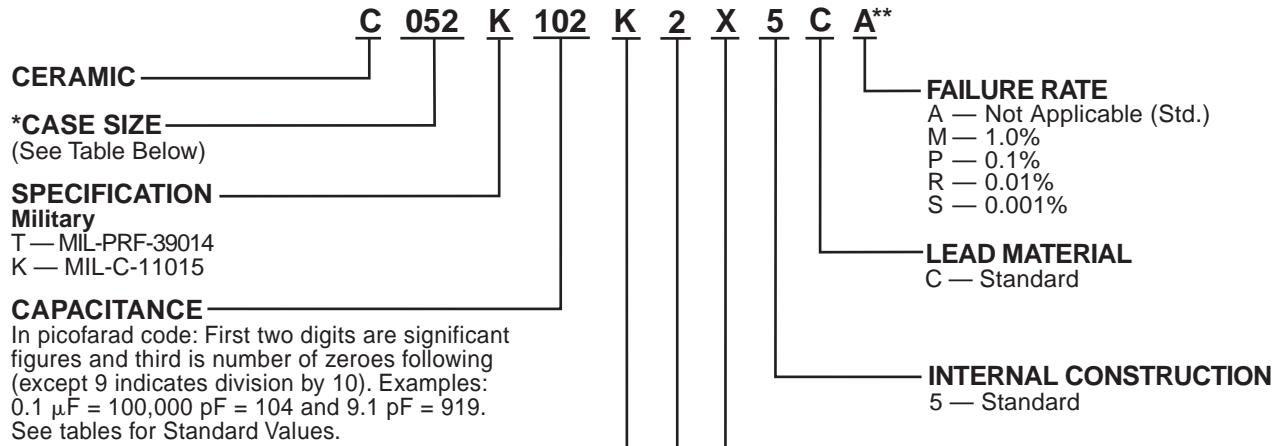 C 052 K 102 K 2 X 5 C A**
CERAMIC
*CASE SIZE
(See Table Below)
SPECIFICATION
Military
T — MIL-PRF-39014
K — MIL-C-11015
CAPACITANCE
In picofarad code: First two digits are significant
figures and third is number of zeroes following
(except 9 indicates division by 10). Examples:
0.1 μF = 100,000 pF = 104 and 9.1 pF = 919.
See tables for Standard Values.
FAILURE RATE
A — Not Applicable (Std.)
M — 1.0%
P — 0.1%
R — 0.01%
S — 0.001%
LEAD MATERIAL
C — Standard
INTERNAL CONSTRUCTION
5 — Standard